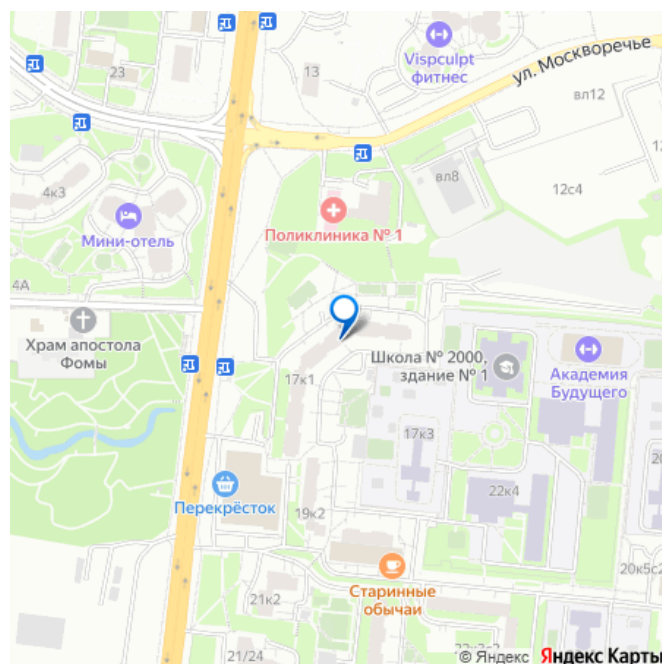 23
13
Vispculpt
фитнес
ул. Москворечье
вл12
вл8
12с4
4к3
Мини-отель
Поликлиника № 1
4А
Храм апостола
Фомы
17к1
Школа № 2000,
здание № 1
Академия
Будущего
17к3
Перекрёсток
22к4
19к2
20к5с2
Старинные
обычаи
21к2
21/24
© Яндекс Яндекс Карты